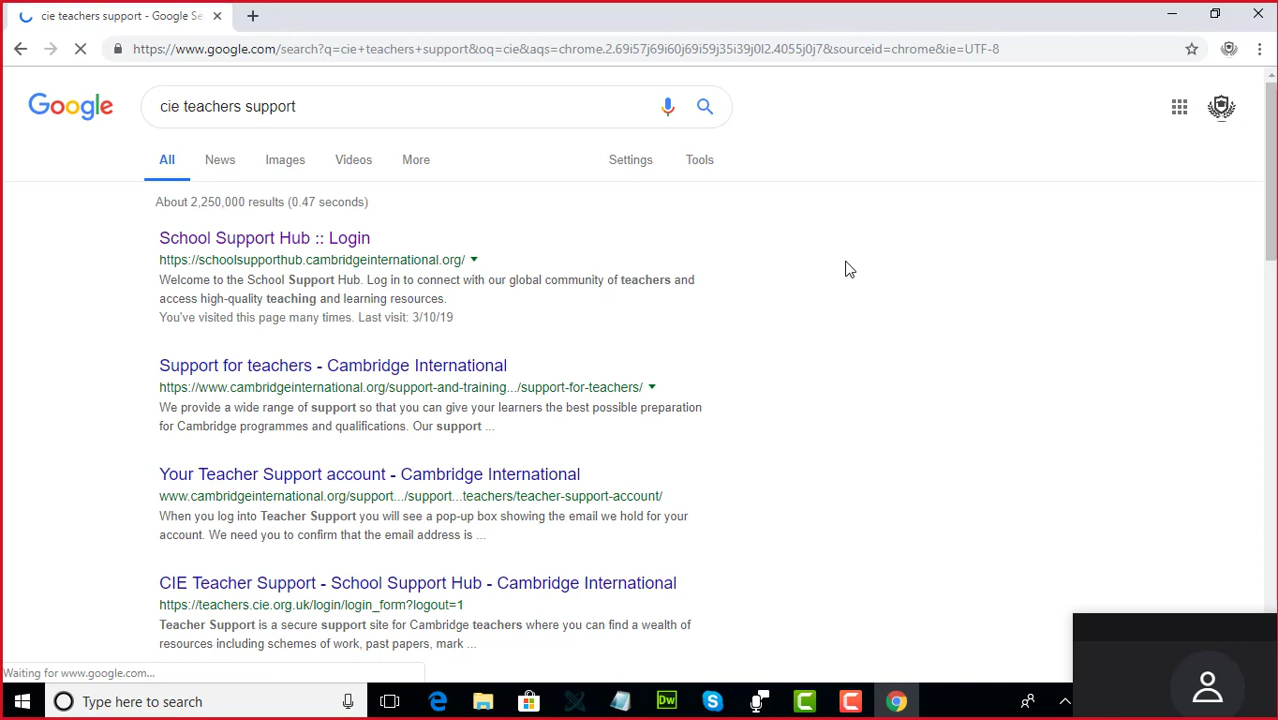 cie teachers support - Google Se
https://www.google.com/search?q=cie+teachers+support&oq=cie&aqs=chrome.2.69i57j69i60j69i59j35i39j0l2.4055j0j7&sourceid=chrome&ie=UTF-8
Google
cie teachers support
All News Images Videos More Settings Tools
About 2,250,000 results (0.47 seconds)
School Support Hub :: Login
https://schoolsupporthub.cambridgeinternational.org/
Welcome to the School Support Hub. Log in to connect with our global community of teachers and
access high-quality teaching and learning resources.
You've visited this page many times. Last visit: 3/10/19
Support for teachers - Cambridge International
https://www.cambridgeinternational.org/support-and-training.../support-for-teachers/
We provide a wide range of support so that you can give your learners the best possible preparation
for Cambridge programmes and qualifications. Our support ...
Your Teacher Support account - Cambridge International
www.cambridgeinternational.org/support.../support...teachers/teacher-support-account/
When you log into Teacher Support you will see a pop-up box showing the email we hold for your
account. We need you to confirm that the email address is ...
CIE Teacher Support - School Support Hub - Cambridge International
https://teachers.cie.org.uk/login/login_form?logout=1
Teacher Support is a secure support site for Cambridge teachers where you can find a wealth of
resources including schemes of work, past papers, mark ...
Waiting for www.google.com...
Type here to search
Dw